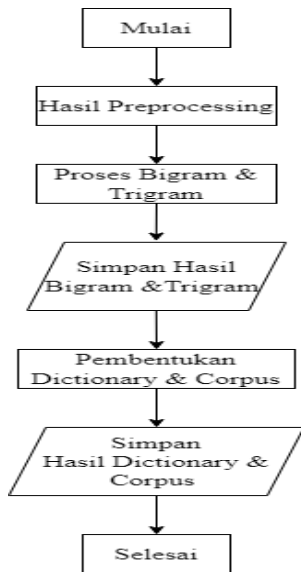 Mulai
Hasil Preprocessing
Proses Bigram &
Trigram
Simpan Hasil
Bigram &Trigram
Pembentukan
Dictionary & Corpus
Simpan
Hasil Dictionary &
Corpus
Selesai